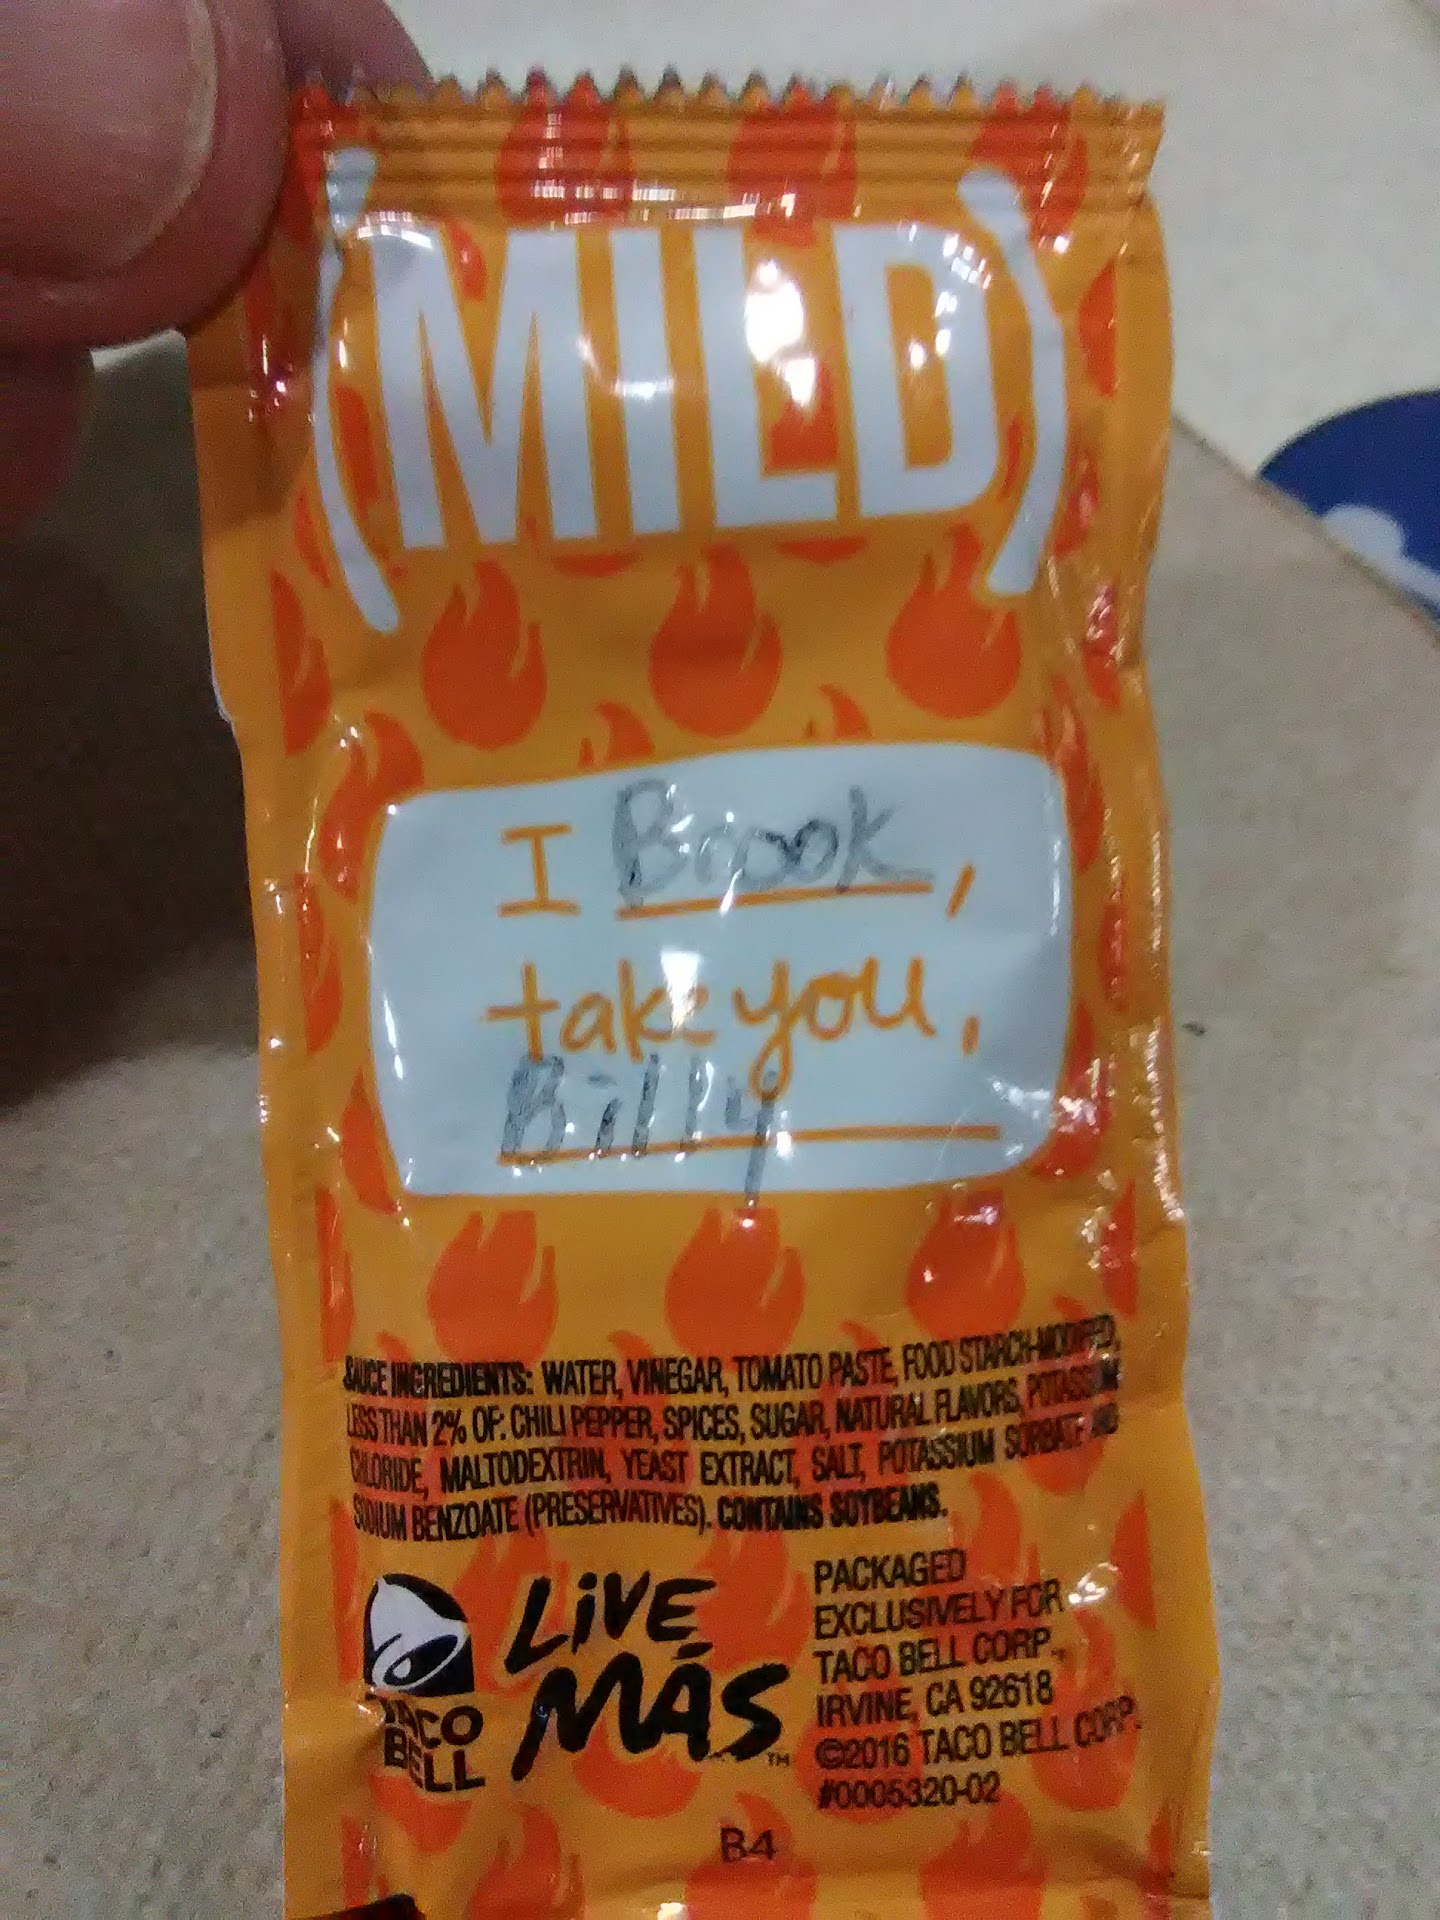 (MILD)
I Brook,
take you,
Billy
SAUCE INGREDIENTS: WATER, VINEGAR, TOMATO PASTE, FOOD STARCH-MODIFIED,
LESS THAN 2% OF: CHILI PEPPER, SPICES, SUGAR, NATURAL FLAVORS, POTASSIUM
CHLORIDE, MALTODEXTRIN, YEAST EXTRACT, SALT, POTASSIUM SORBATE AND
SODIUM BENZOATE (PRESERVATIVES). CONTAINS SOYBEANS.
TACO
BELL
LIVE
MÁS™
PACKAGED
EXCLUSIVELY FOR
TACO BELL CORP.,
IRVINE, CA 92618
©2016 TACO BELL CORP.
#0005320-02
B4